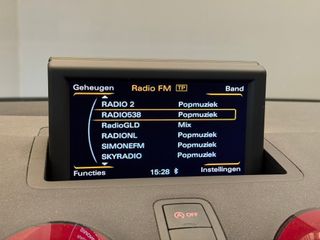 Geheugen Radio FM TP Band
RADIO 2 Popmuziek
RADIO538 Popmuziek
RadioGLD Mix
RADIONL Popmuziek
SIMONEFM Popmuziek
SKYRADIO Popmuziek
Functies 15:28 Instellingen
OFF